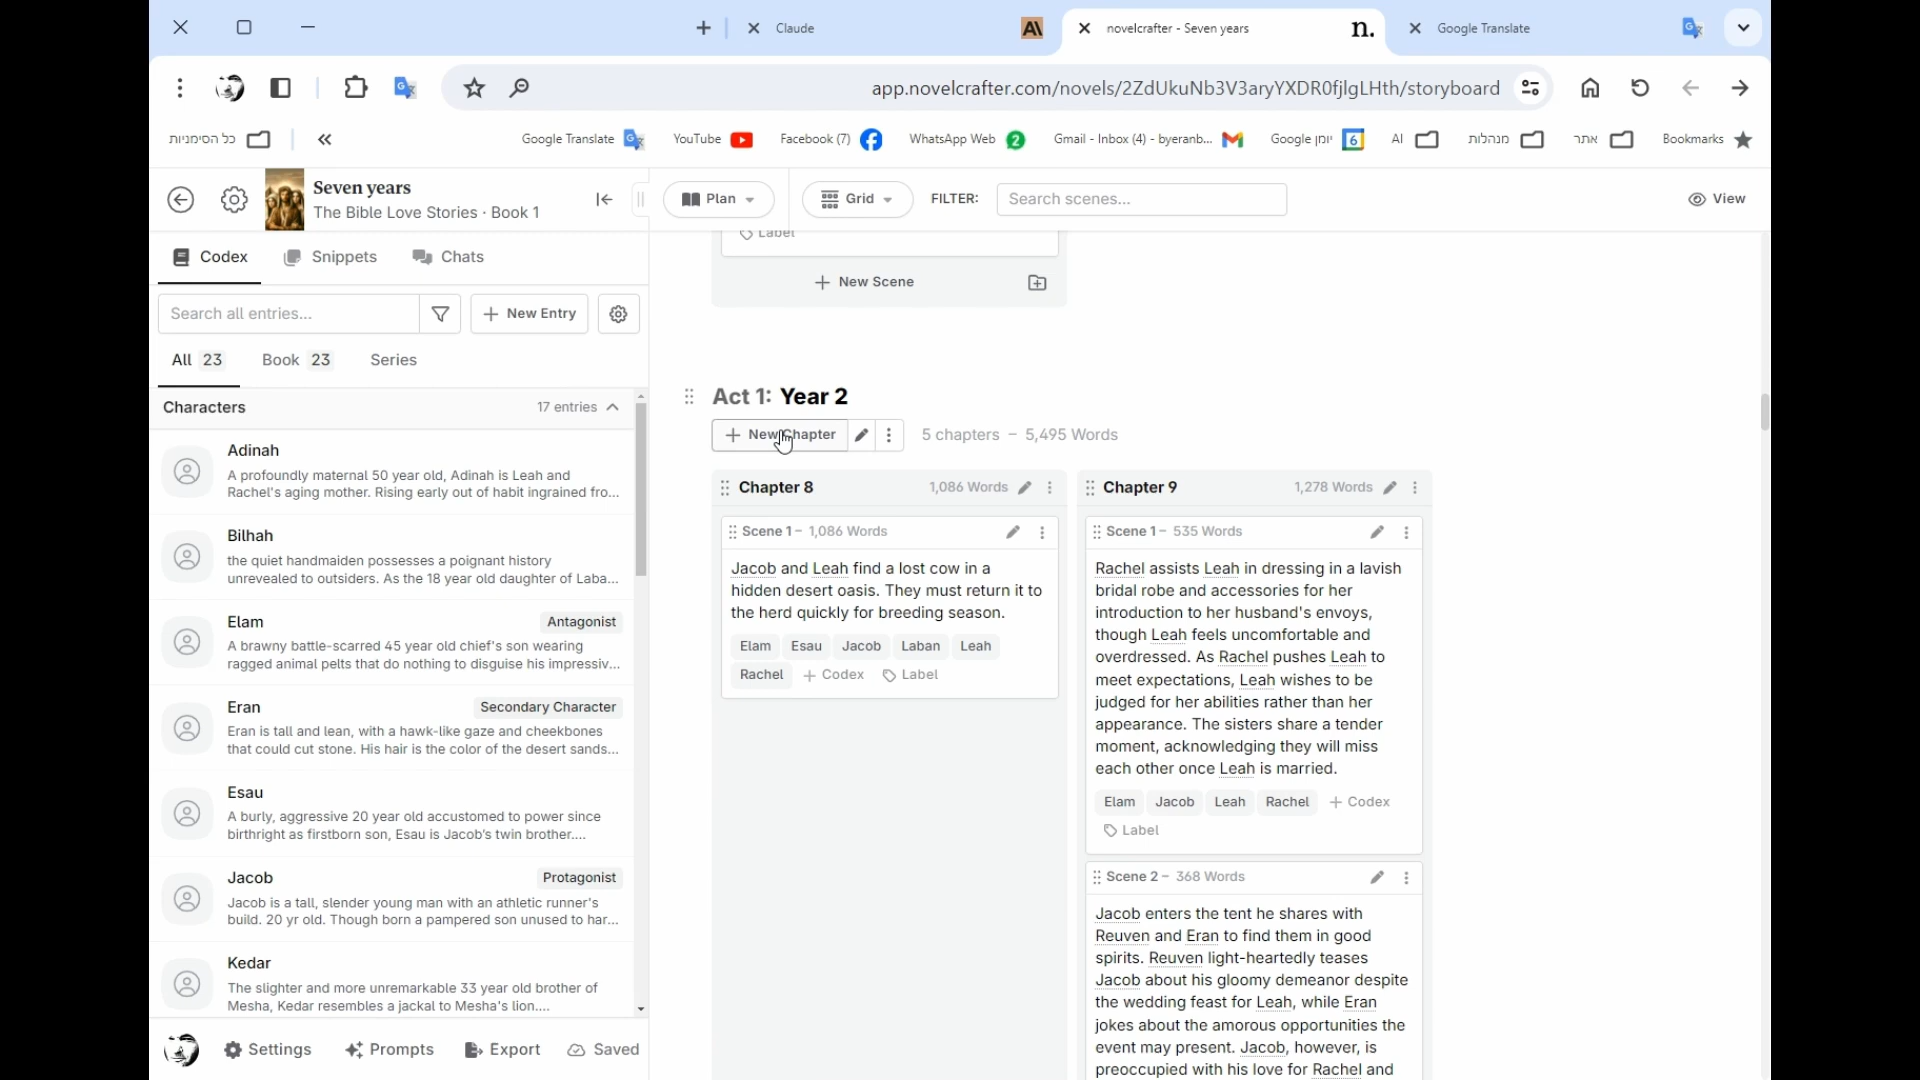 Claude
novelcrafter - Seven years
n.
Google Translate
app.novelcrafter.com/novels/2ZdUkuNb3V3aryYXDR0fjlgLHth/storyboard
כל הסימניות
Google Translate
YouTube
Facebook (7)
WhatsApp Web
2
Gmail - Inbox (4) - byeranb...
יומן Google
6
AI
מנהלות
אתר
Bookmarks
Seven years
The Bible Love Stories · Book 1
Plan
Grid
FILTER:
Search scenes...
View
Codex
Snippets
Chats
Search all entries...
New Entry
All 23
Book 23
Series
Characters
17 entries
Adinah
A profoundly maternal 50 year old, Adinah is Leah and
Rachel's aging mother. Rising early out of habit ingrained fro...
Bilhah
the quiet handmaiden possesses a poignant history
unrevealed to outsiders. As the 18 year old daughter of Laba...
Elam
Antagonist
A brawny battle-scarred 45 year old chief's son wearing
ragged animal pelts that do nothing to disguise his impressiv...
Eran
Secondary Character
Eran is tall and lean, with a hawk-like gaze and cheekbones
that could cut stone. His hair is the color of the desert sands...
Esau
A burly, aggressive 20 year old accustomed to power since
birthright as firstborn son, Esau is Jacob's twin brother....
Jacob
Protagonist
Jacob is a tall, slender young man with an athletic runner's
build. 20 yr old. Though born a pampered son unused to har...
Kedar
The slighter and more unremarkable 33 year old brother of
Mesha, Kedar resembles a jackal to Mesha's lion....
Settings
Prompts
Export
Saved
Label
+ New Scene
Act 1: Year 2
+ New Chapter
5 chapters – 5,495 Words
Chapter 8
1,086 Words
Scene 1 – 1,086 Words
Jacob and Leah find a lost cow in a
hidden desert oasis. They must return it to
the herd quickly for breeding season.
Elam Esau Jacob Laban Leah
Rachel + Codex Label
Chapter 9
1,278 Words
Scene 1 – 535 Words
Rachel assists Leah in dressing in a lavish
bridal robe and accessories for her
introduction to her husband's envoys,
though Leah feels uncomfortable and
overdressed. As Rachel pushes Leah to
meet expectations, Leah wishes to be
judged for her abilities rather than her
appearance. The sisters share a tender
moment, acknowledging they will miss
each other once Leah is married.
Elam Jacob Leah Rachel + Codex
Label
Scene 2 – 368 Words
Jacob enters the tent he shares with
Reuven and Eran to find them in good
spirits. Reuven light-heartedly teases
Jacob about his gloomy demeanor despite
the wedding feast for Leah, while Eran
jokes about the amorous opportunities the
event may present. Jacob, however, is
preoccupied with his love for Rachel and